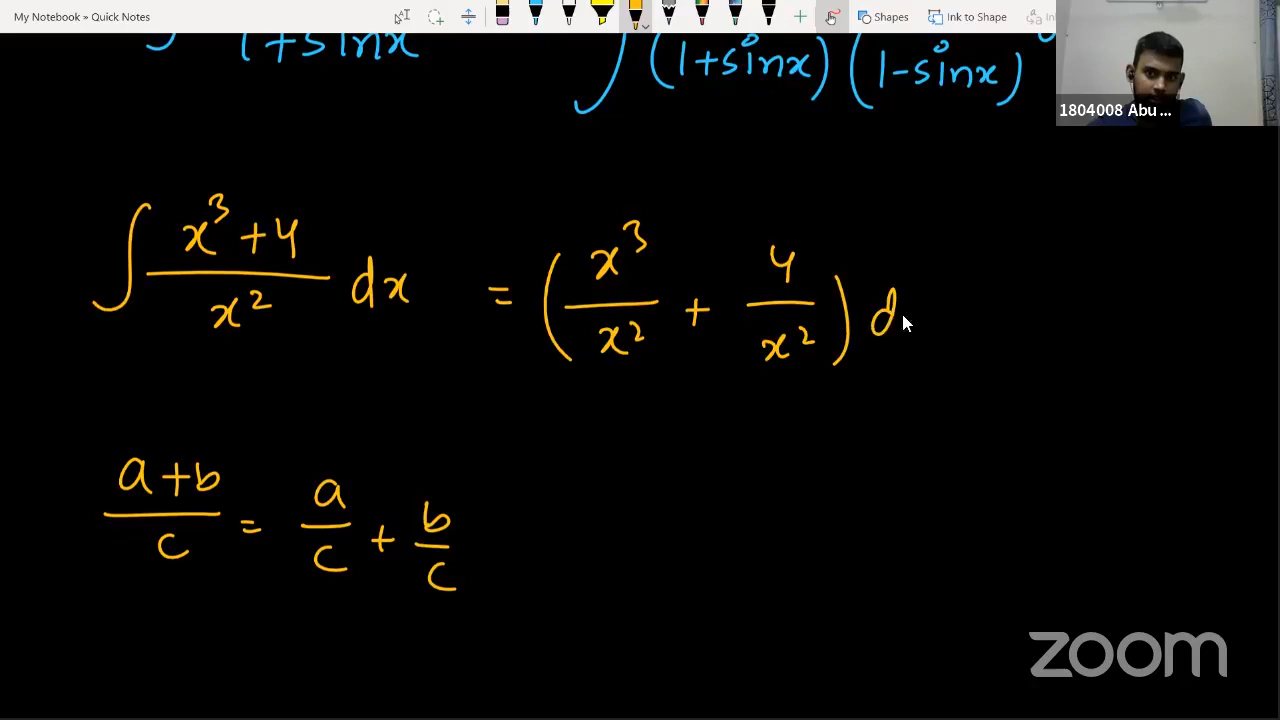 My Notebook » Quick Notes
Shapes
Ink to Shape
1+sinx
∫ (1+sinx) (1-sinx)
1804008 Abu ...
∫ x³+4 / x² dx = ( x³ / x² + 4 / x² ) d
a+b / c = a / c + b / c
zoom